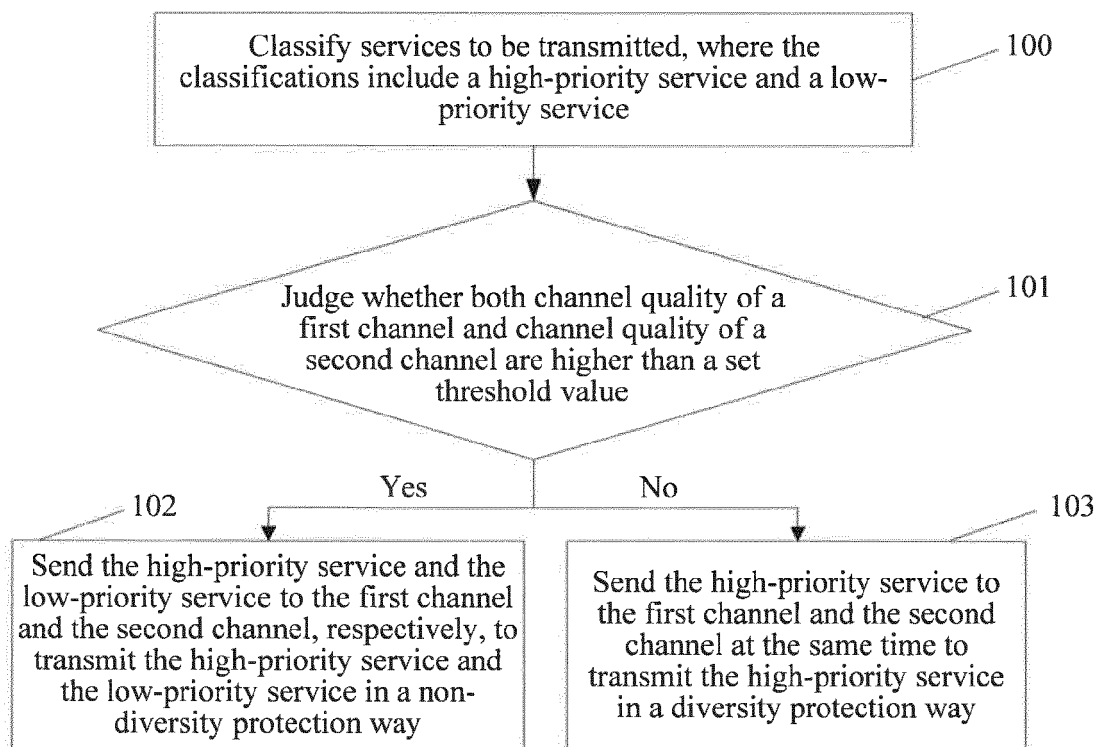 Classify services to be transmitted, where the
classifications include a high-priority service and a low-
priority service
100
Judge whether both channel quality of a
first channel and channel quality of a
second channel are higher than a set
threshold value
101
Yes
No
102
103
Send the high-priority service and the
low-priority service to the first channel
and the second channel, respectively, to
transmit the high-priority service and
the low-priority service in a non-
diversity protection way
Send the high-priority service to
the first channel and the second
channel at the same time to
transmit the high-priority service
in a diversity protection way